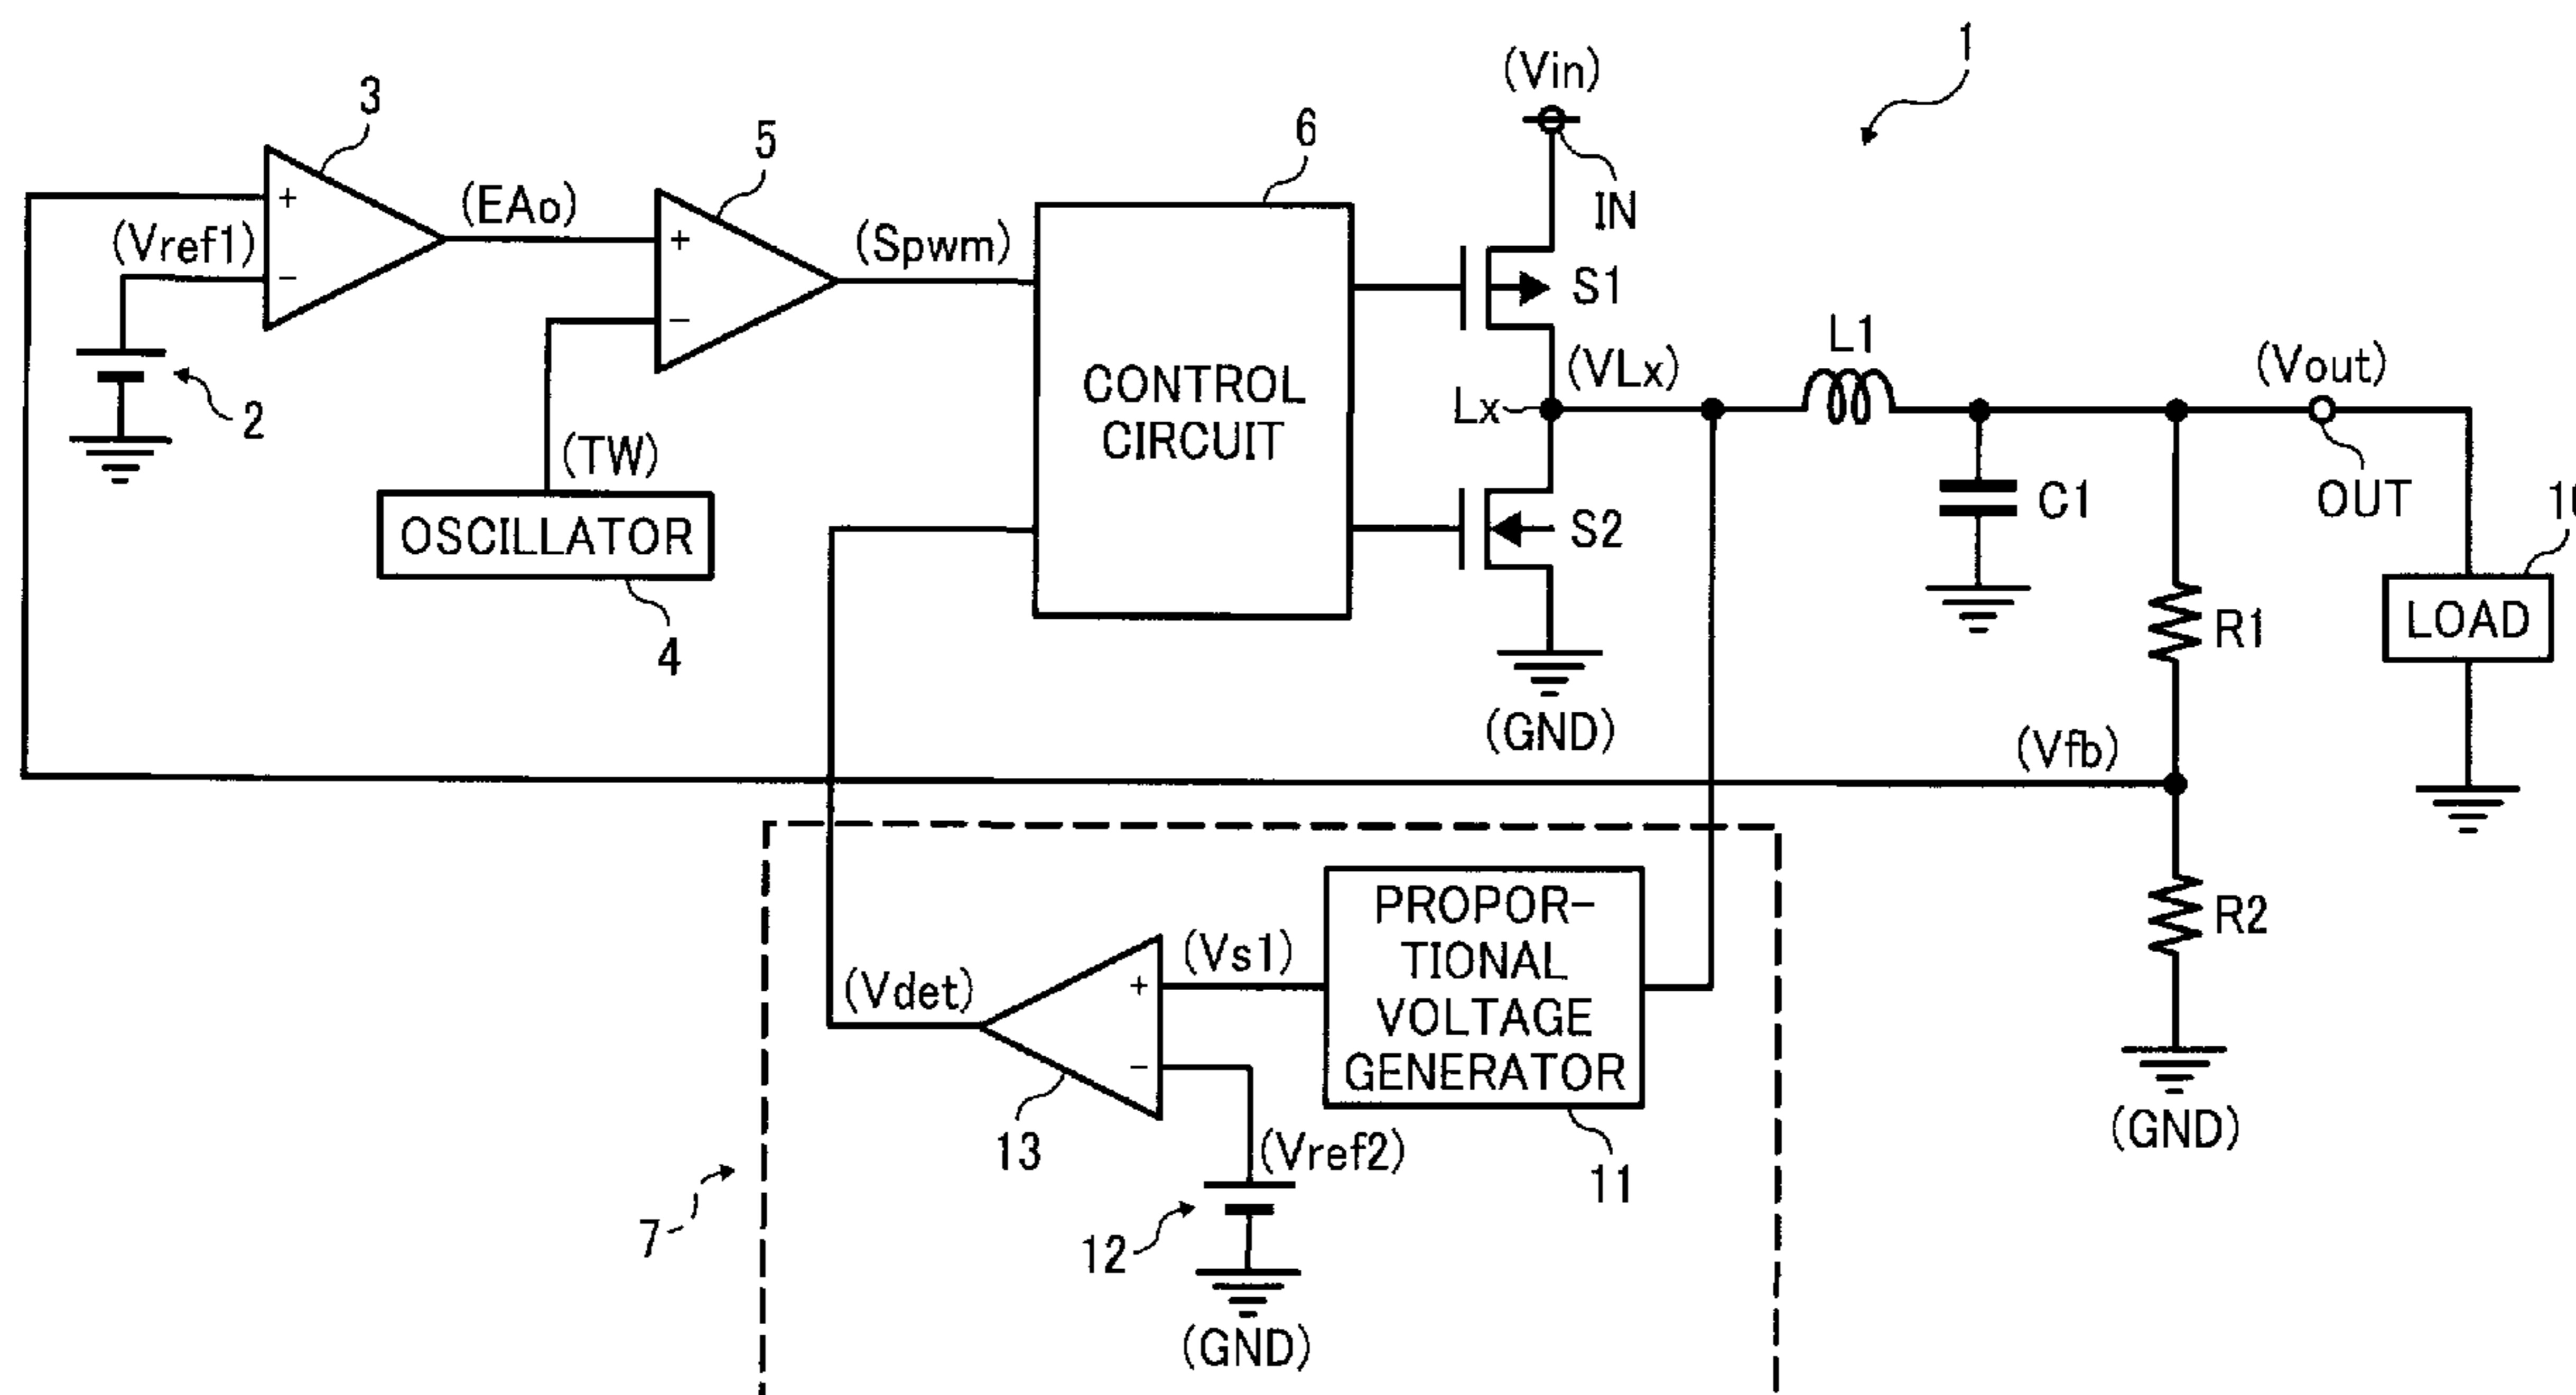 1
(Vin)
3
5
6
IN
(EAo)
(Vref1)
(Spwm)
+
−
+
−
S1
L1
(VLx)
(Vout)
CONTROL
CIRCUIT
Lx
2
(TW)
OSCILLATOR
C1
OUT
S2
LOAD
R1
4
(GND)
(Vfb)
PROPOR-
TIONAL
VOLTAGE
GENERATOR
R2
(Vs1)
(Vdet)
+
−
13
(Vref2)
11
(GND)
7
12
(GND)